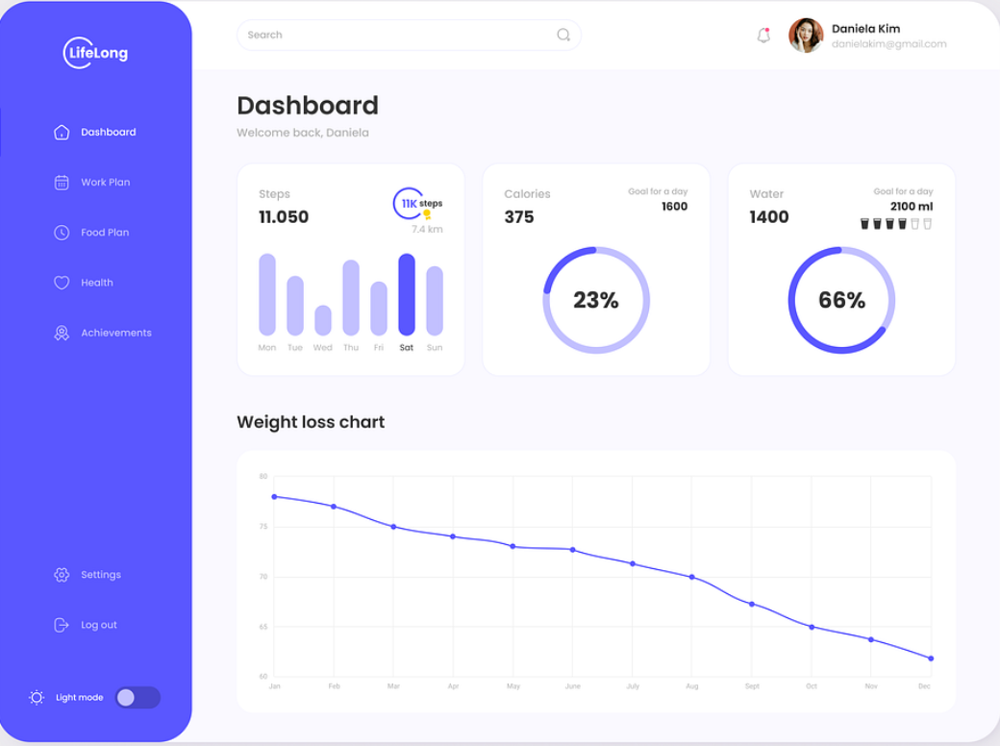 LifeLong
Dashboard
Work Plan
Food Plan
Health
Achievements
Settings
Log out
Light mode
Search
Daniela Kim
danielakim@gmail.com
Dashboard
Welcome back, Daniela
Steps
11.050
11K steps
7.4 km
Mon Tue Wed Thu Fri Sat Sun
Calories
375
Goal for a day
1600
23%
Water
1400
Goal for a day
2100 ml
66%
Weight loss chart
80
75
70
65
60
Jan Feb Mar Apr May June July Aug Sept Oct Nov Dec